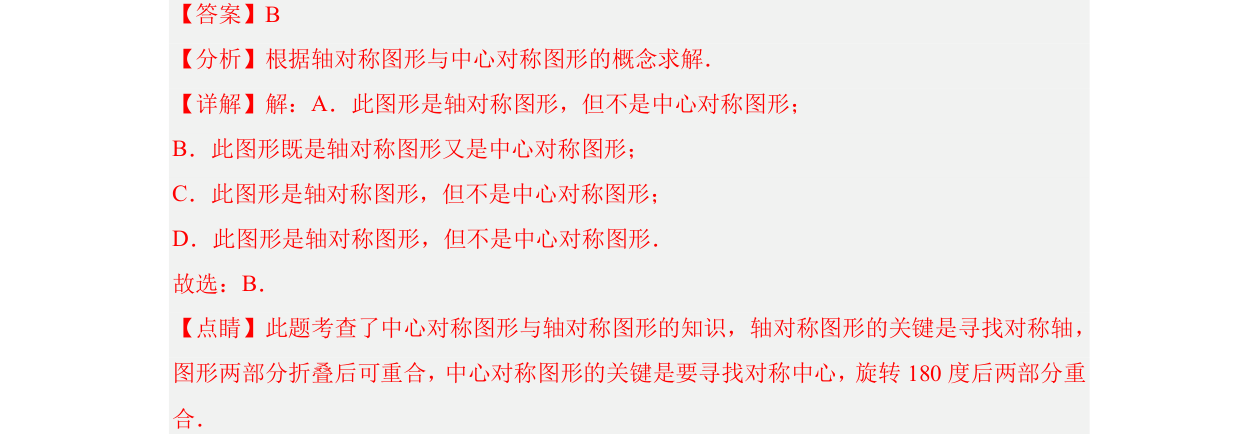 【答案】B
【分析】根据轴对称图形与中心对称图形的概念求解．
【详解】解：A．此图形是轴对称图形，但不是中心对称图形；
B．此图形既是轴对称图形又是中心对称图形；
C．此图形是轴对称图形，但不是中心对称图形；
D．此图形是轴对称图形，但不是中心对称图形．
故选：B．
【点睛】此题考查了中心对称图形与轴对称图形的知识，轴对称图形的关键是寻找对称轴，
图形两部分折叠后可重合，中心对称图形的关键是要寻找对称中心，旋转 180 度后两部分重
合．